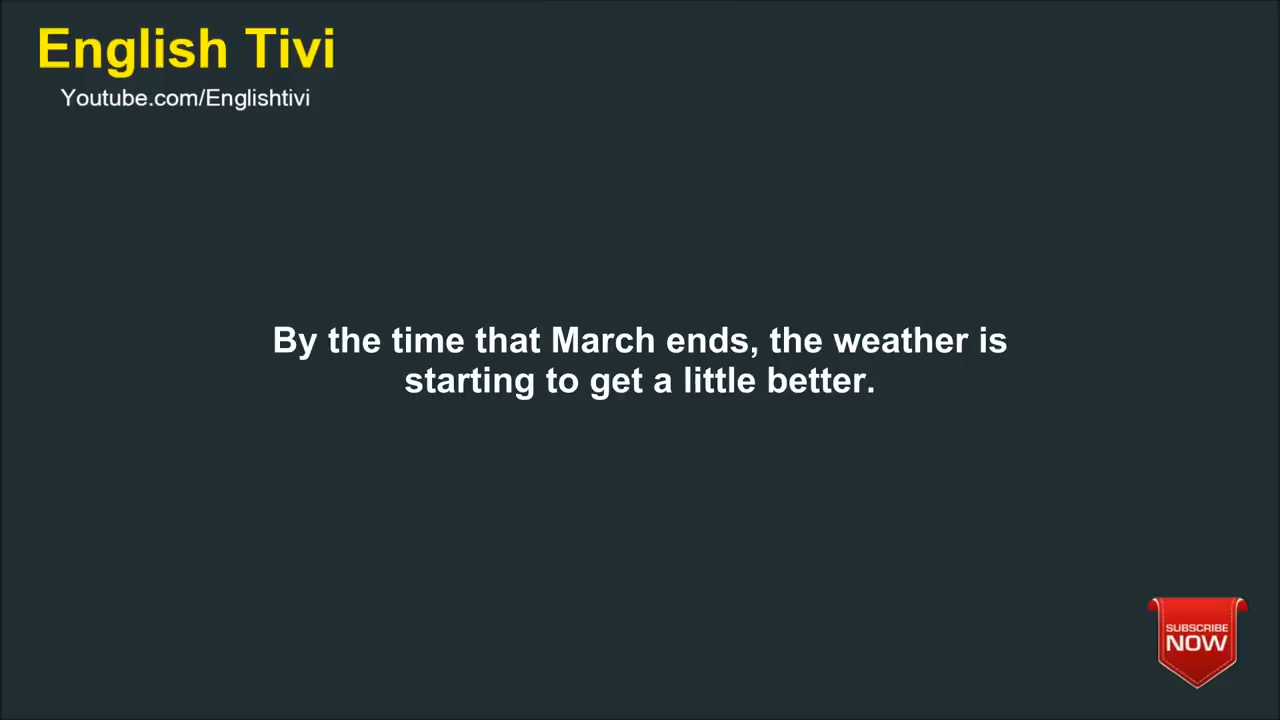 English Tivi
Youtube.com/Englishtivi
By the time that March ends, the weather is
starting to get a little better.
SUBSCRIBE
NOW